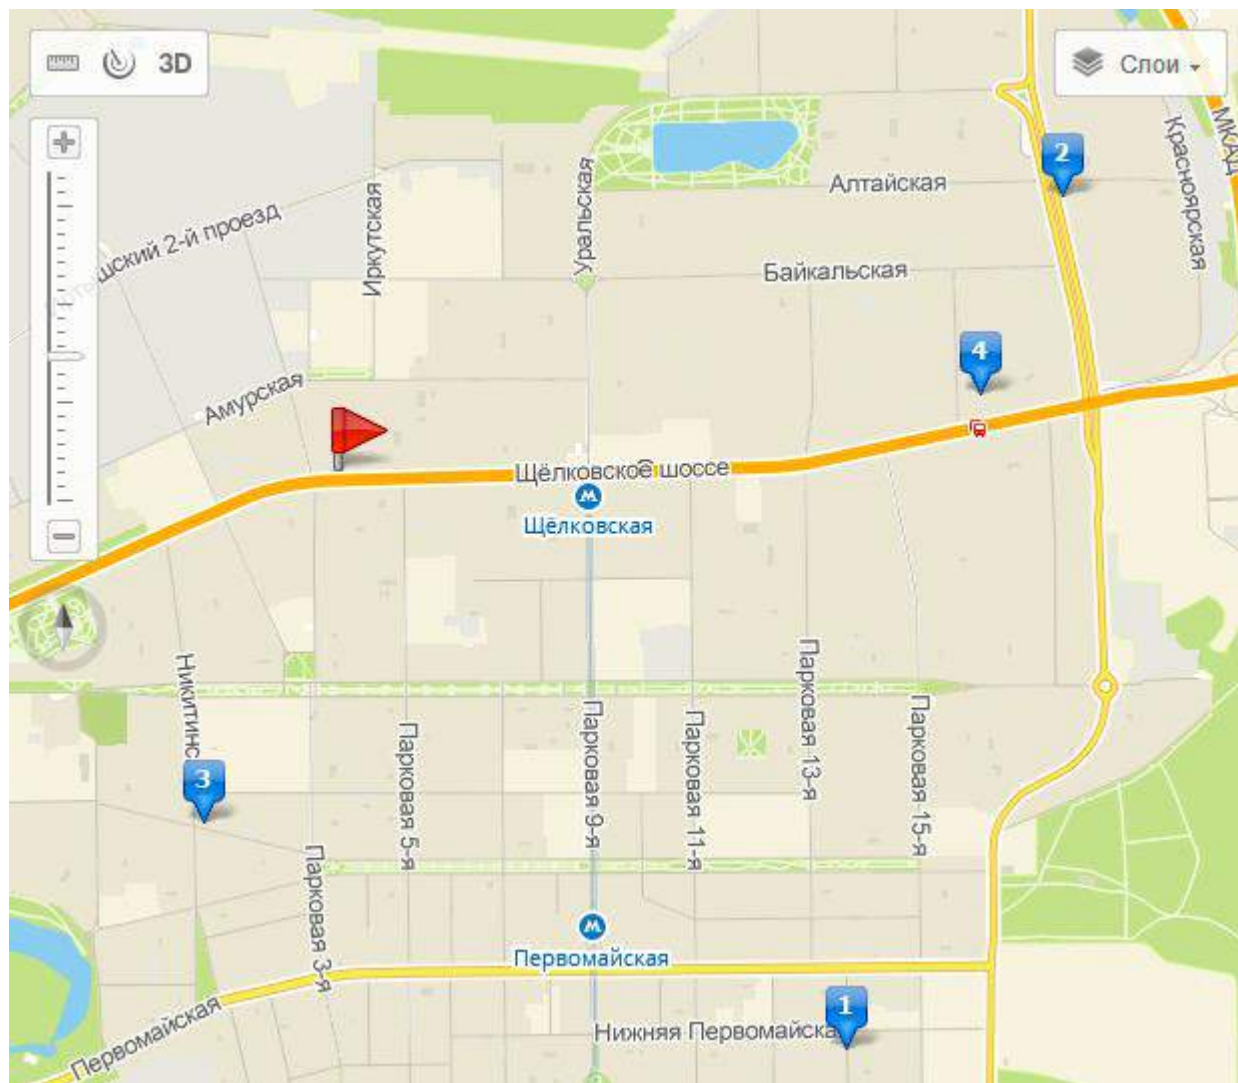 3D
Слои
МКАД
Красноярская
2
Алтайская
Уральская
Иркутская
шский 2-й проезд
Байкальская
4
Амурская
Щёлковское шоссе
Щёлковская
Никитинс
Парковая 13-я
Парковая 9-я
Парковая 11-я
Парковая 15-я
Парковая 5-я
3
Парковая 3-я
Первомайская
1
Нижняя Первомайска
Первомайская